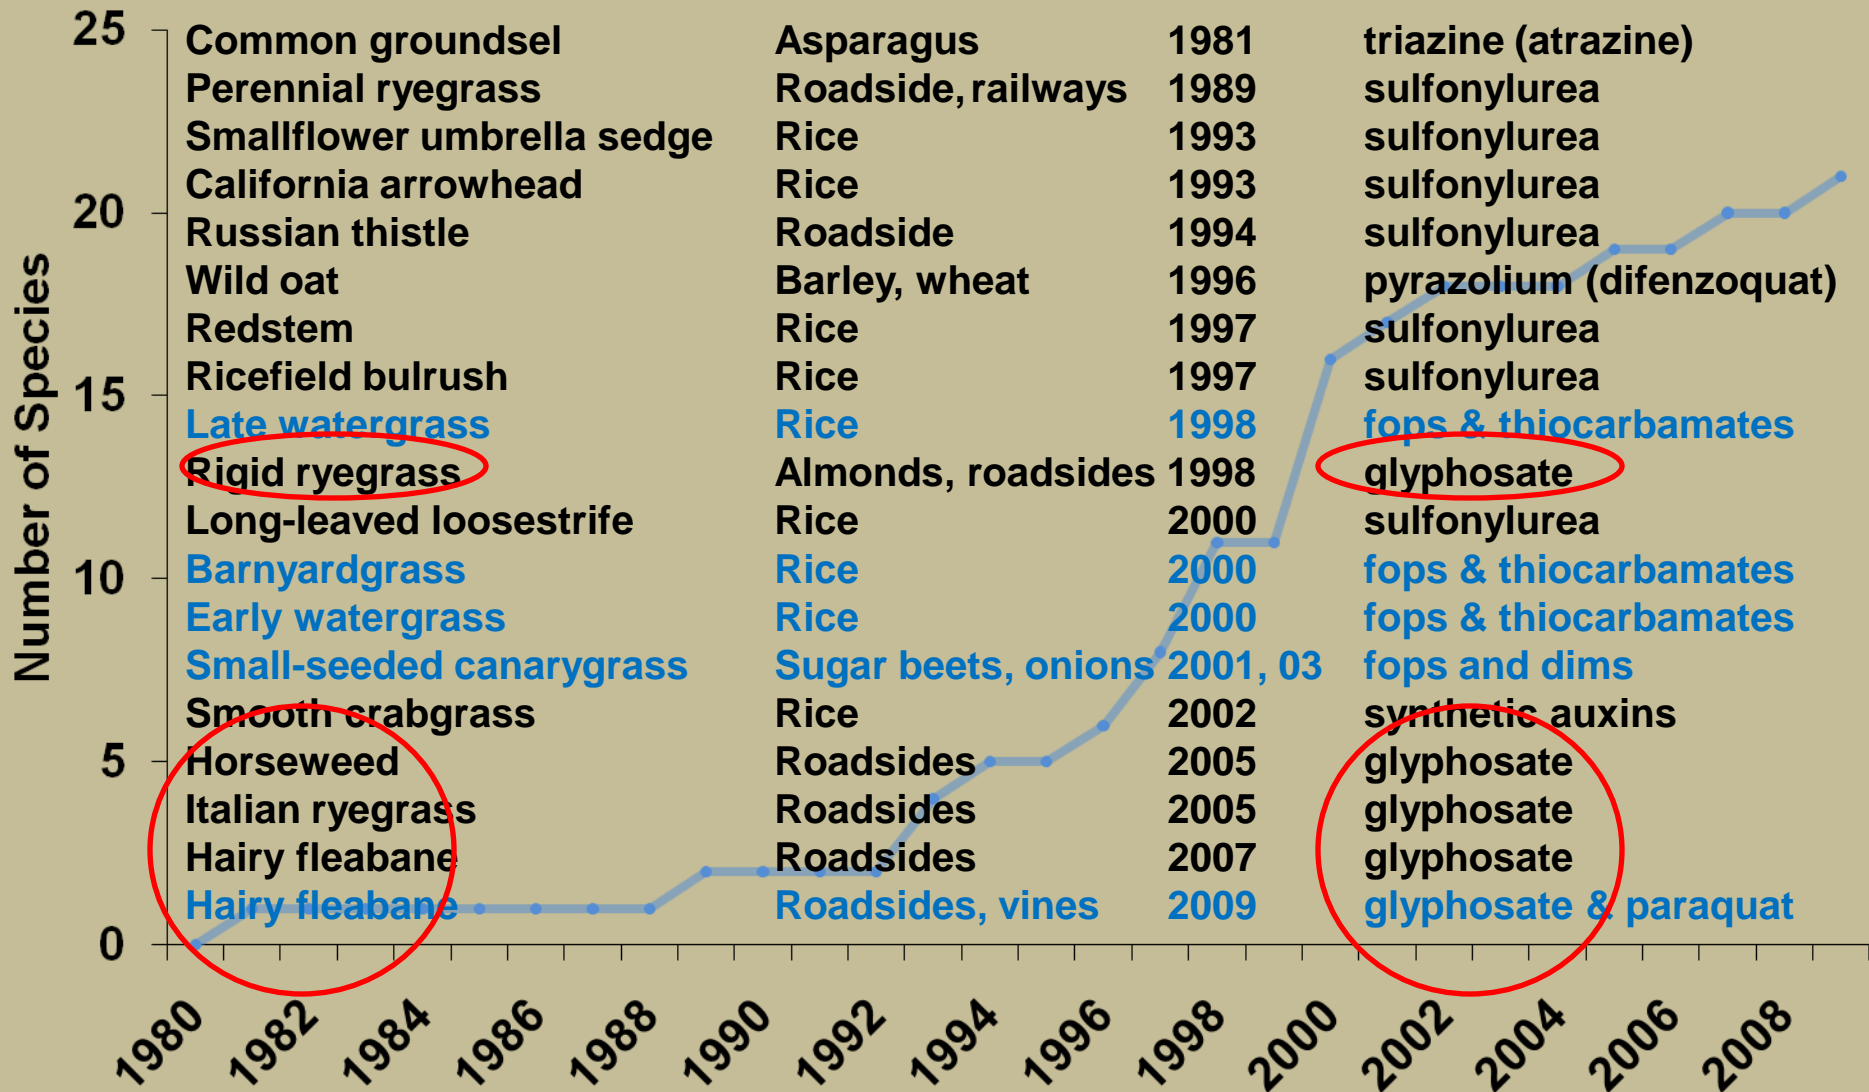 Number of Species
25
20
15
10
5
0
Common groundsel Asparagus 1981 triazine (atrazine)
Perennial ryegrass Roadside, railways 1989 sulfonylurea
Smallflower umbrella sedge Rice 1993 sulfonylurea
California arrowhead Rice 1993 sulfonylurea
Russian thistle Roadside 1994 sulfonylurea
Wild oat Barley, wheat 1996 pyrazolium (difenzoquat)
Redstem Rice 1997 sulfonylurea
Ricefield bulrush Rice 1997 sulfonylurea
Late watergrass Rice 1998 fops & thiocarbamates
Rigid ryegrass Almonds, roadsides 1998 glyphosate
Long-leaved loosestrife Rice 2000 sulfonylurea
Barnyardgrass Rice 2000 fops & thiocarbamates
Early watergrass Rice 2000 fops & thiocarbamates
Small-seeded canarygrass Sugar beets, onions 2001, 03 fops and dims
Smooth crabgrass Rice 2002 synthetic auxins
Horseweed Roadsides 2005 glyphosate
Italian ryegrass Roadsides 2005 glyphosate
Hairy fleabane Roadsides 2007 glyphosate
Hairy fleabane Roadsides, vines 2009 glyphosate & paraquat
1980 1982 1984 1986 1988 1990 1992 1994 1996 1998 2000 2002 2004 2006 2008